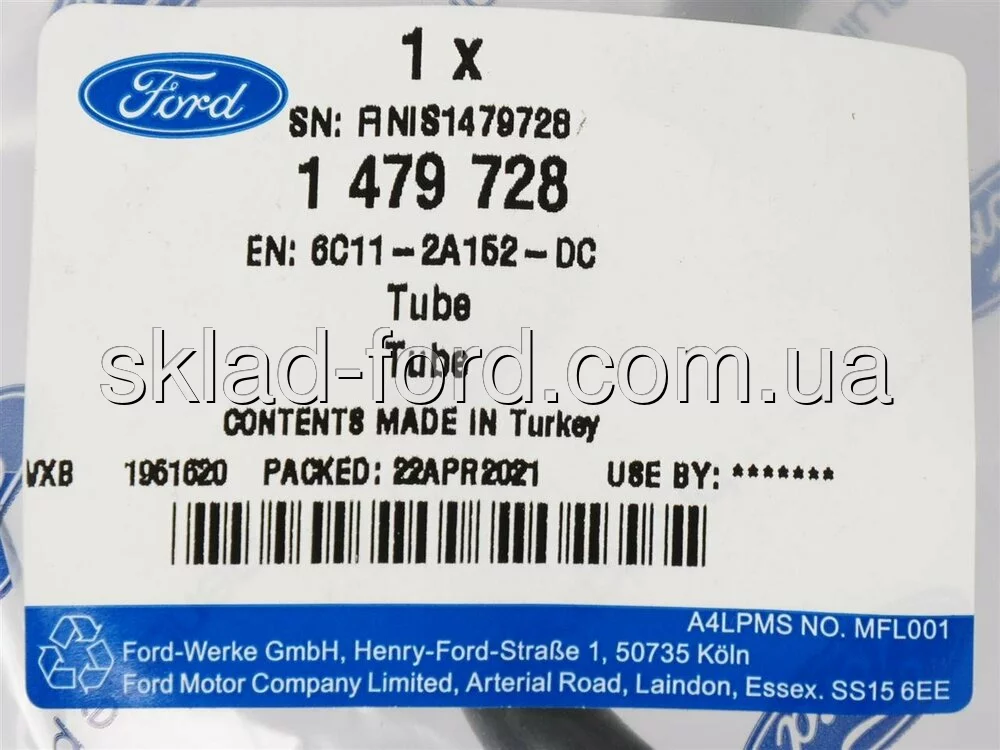 1 x
Ford
SN: FINIS1479728
1 479 728
EN: 6C11-2A152-DC
Tube
Tube
sklad-ford.com.ua
CONTENTS MADE IN Turkey
VXB 1961620 PACKED: 22APR2021 USE BY: *******
A4LPMS NO. MFL001
Ford-Werke GmbH, Henry-Ford-Straße 1, 50735 Köln
Ford Motor Company Limited, Arterial Road, Laindon, Essex. SS15 6EE